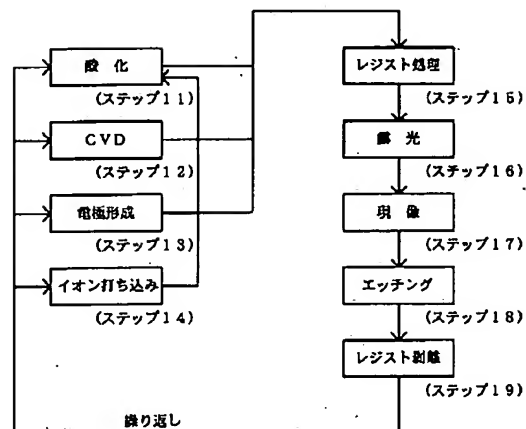 酸化
(ステップ11)
CVD
(ステップ12)
電極形成
(ステップ13)
イオン打ち込み
(ステップ14)
レジスト処理
(ステップ15)
露光
(ステップ16)
現像
(ステップ17)
エッチング
(ステップ18)
レジスト剥離
(ステップ19)
繰り返し